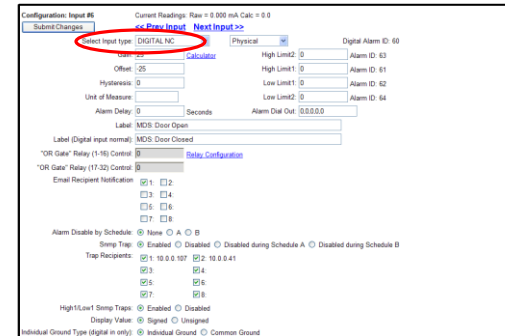 Configuration: Input #6 Current Readings: Raw = 0.000 mA Calc = 0.0
Submit Changes << Prev Input Next Input >>
Select Input type: DIGITAL NC Physical Digital Alarm ID: 60
Gain: 25 Calculator High Limit2: 0 Alarm ID: 63
Offset: -25 High Limit1: 0 Alarm ID: 61
Hysteresis: 0 Low Limit1: 0 Alarm ID: 62
Unit of Measure: Low Limit2: 0 Alarm ID: 64
Alarm Delay: 0 Seconds Alarm Dial Out: 0,0,0,0,0
Label: MDS: Door Open
Label (Digital input normal): MDS: Door Closed
"OR Gate" Relay (1-16) Control: 0 Relay Configuration
"OR Gate" Relay (17-32) Control: 0
Email Recipient Notification 1: 2:
3: 4:
5: 6:
7: 8:
Alarm Disable by Schedule: None A B
Snmp Trap: Enabled Disabled Disabled during Schedule A Disabled during Schedule B
Trap Recipients: 1: 10.0.0.107 2: 10.0.0.41
3: 4:
5: 6:
7: 8:
High1/Low1 Snmp Traps: Enabled Disabled
Display Value: Signed Unsigned
Individual Ground Type (digital in only): Individual Ground Common Ground